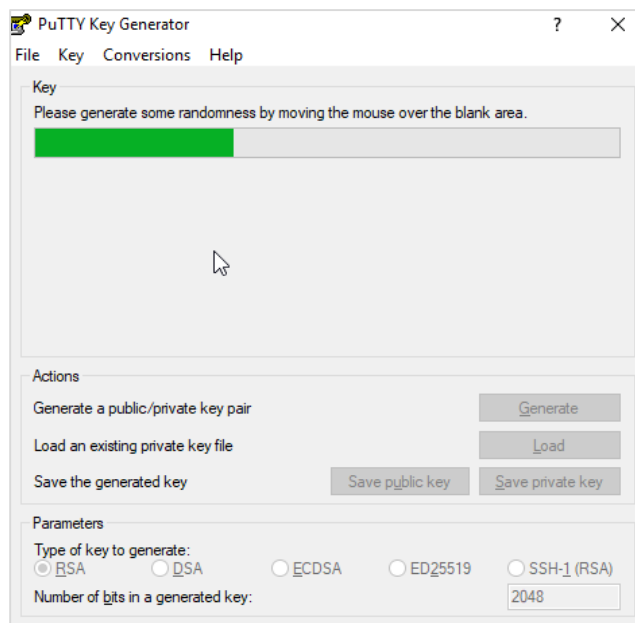 PuTTY Key Generator ? ×
File Key Conversions Help
Key
Please generate some randomness by moving the mouse over the blank area.
Actions
Generate a public/private key pair Generate
Load an existing private key file Load
Save the generated key Save public key Save private key
Parameters
Type of key to generate:
RSA DSA ECDSA ED25519 SSH-1 (RSA)
Number of bits in a generated key: 2048